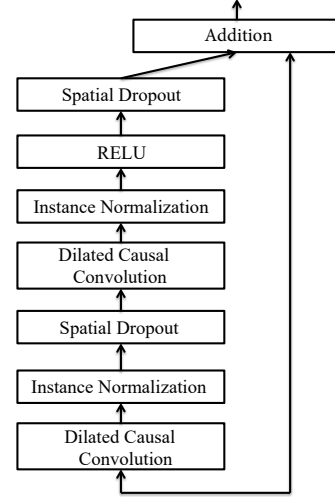 Addition
Spatial Dropout
RELU
Instance Normalization
Dilated Causal
Convolution
Spatial Dropout
Instance Normalization
Dilated Causal
Convolution